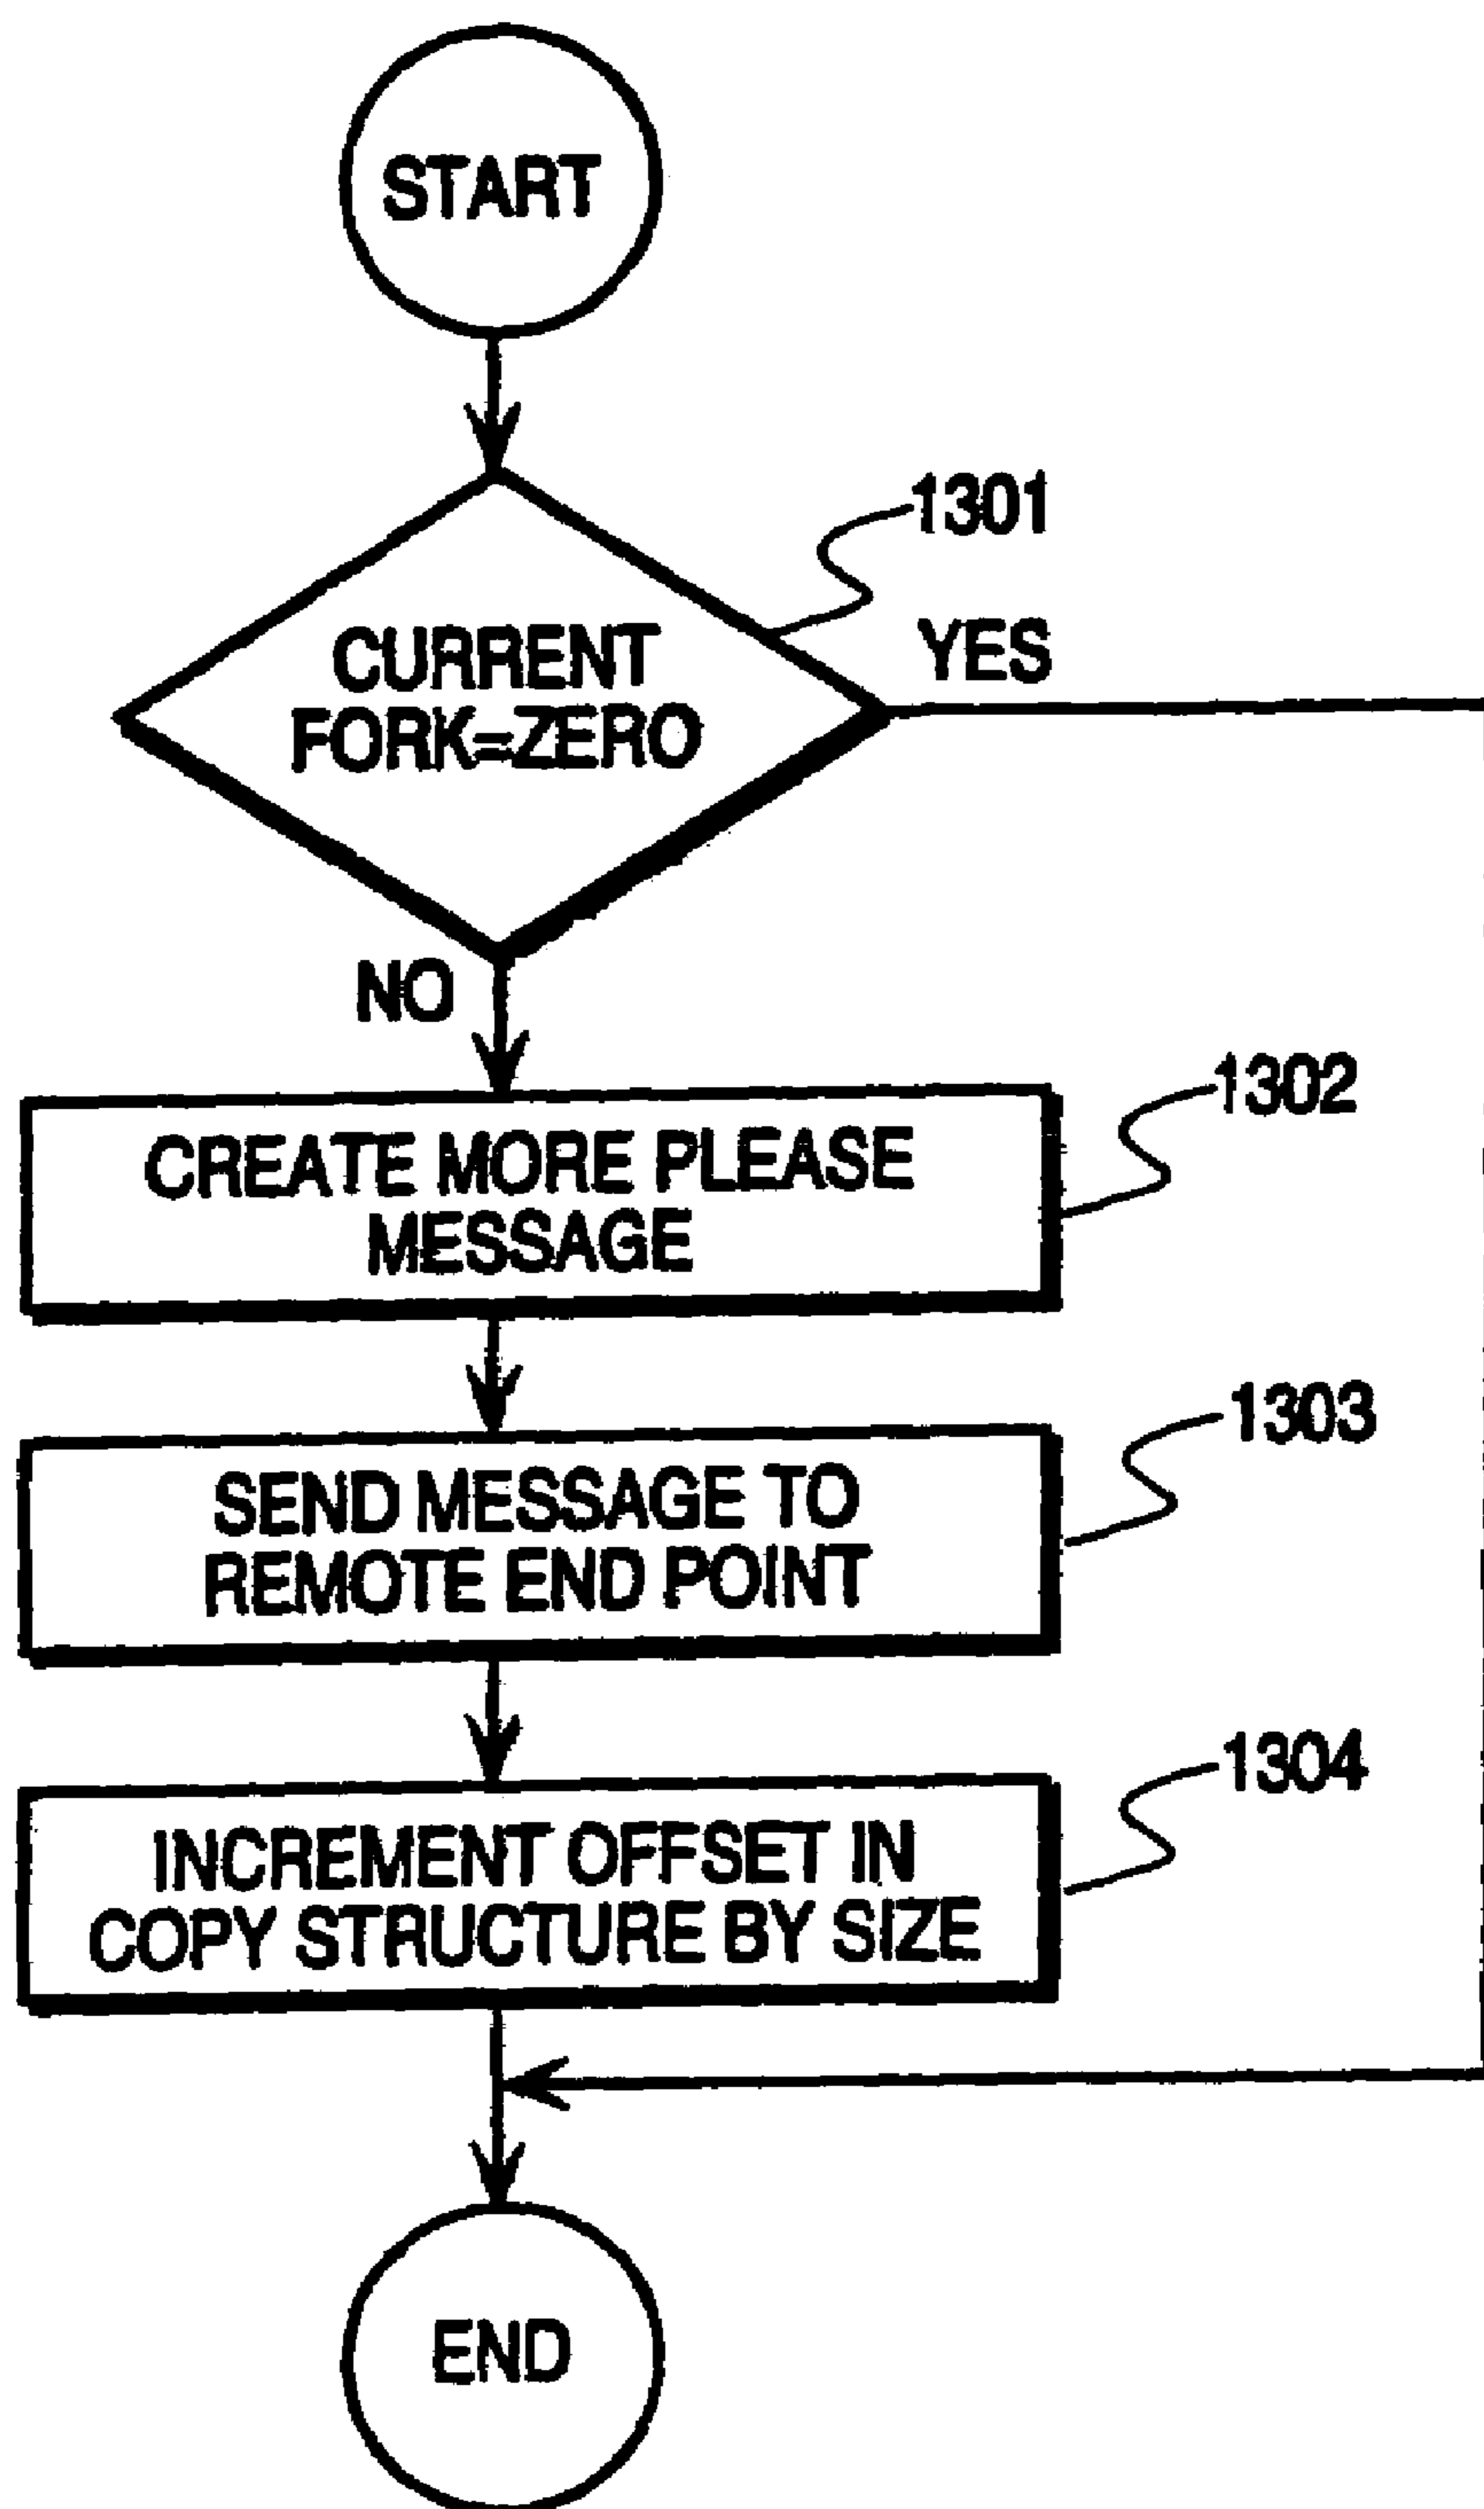 START
1301
YES
CURRENT
FORK=ZERO
NO
1302
CREATE MORE PLEASE
MESSAGE
1303
SEND MESSAGE TO
REMOTE END POINT
1304
INCREMENT OFFSET IN
COPY STRUCTURE BY SIZE
END